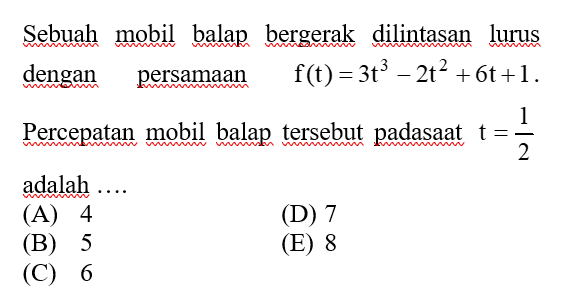 Sebuah mobil balap bergerak dilintasan lurus
dengan persamaan f(t) = 3t³ – 2t² + 6t + 1.
Percepatan mobil balap tersebut padasaat t = 1/2
adalah ….
(A) 4 (D) 7
(B) 5 (E) 8
(C) 6